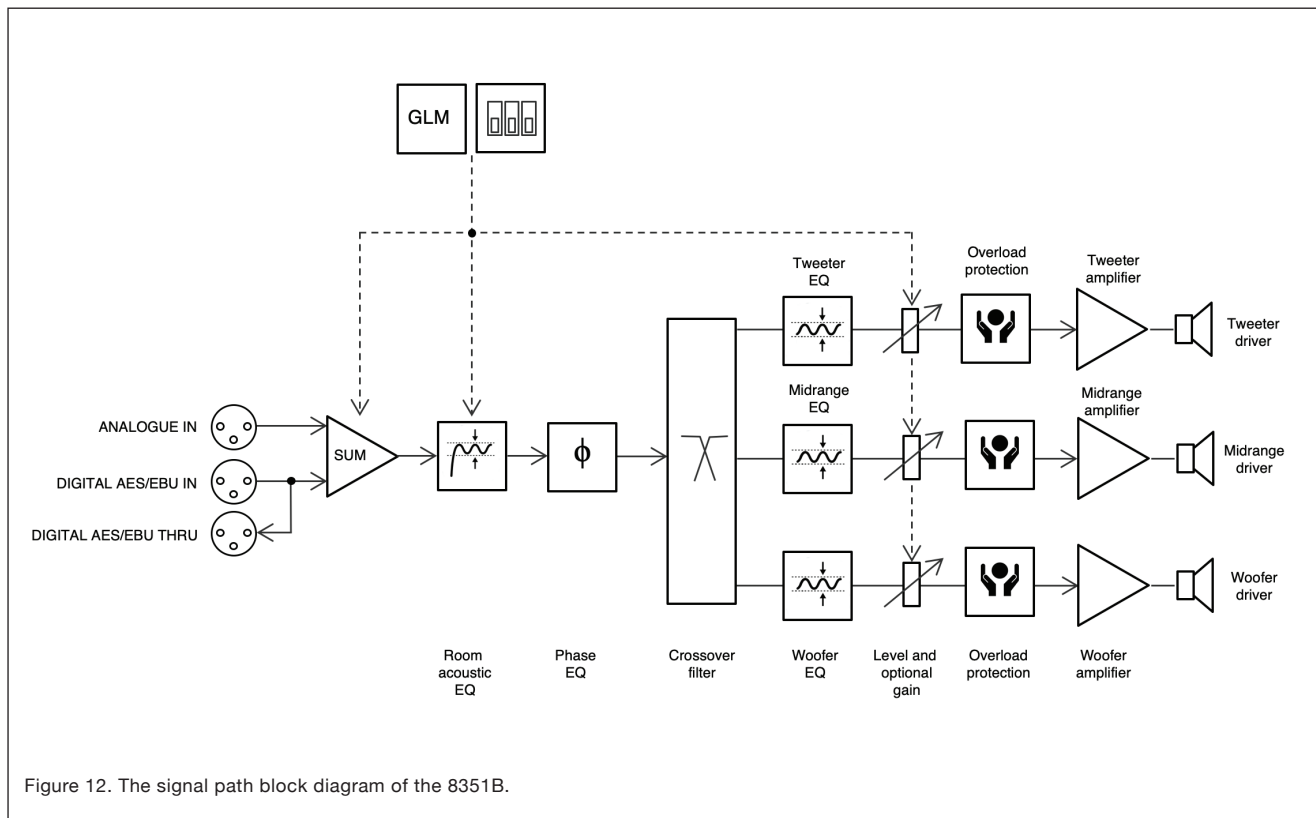 GLM
Tweeter
EQ
Overload
protection
Tweeter
amplifier
Tweeter
driver
Midrange
EQ
Midrange
amplifier
Midrange
driver
ANALOGUE IN
SUM
ϕ
DIGITAL AES/EBU IN
DIGITAL AES/EBU THRU
Woofer
driver
Room
acoustic
EQ
Phase
EQ
Crossover
filter
Woofer
EQ
Level and
optional
gain
Overload
protection
Woofer
amplifier
Figure 12. The signal path block diagram of the 8351B.